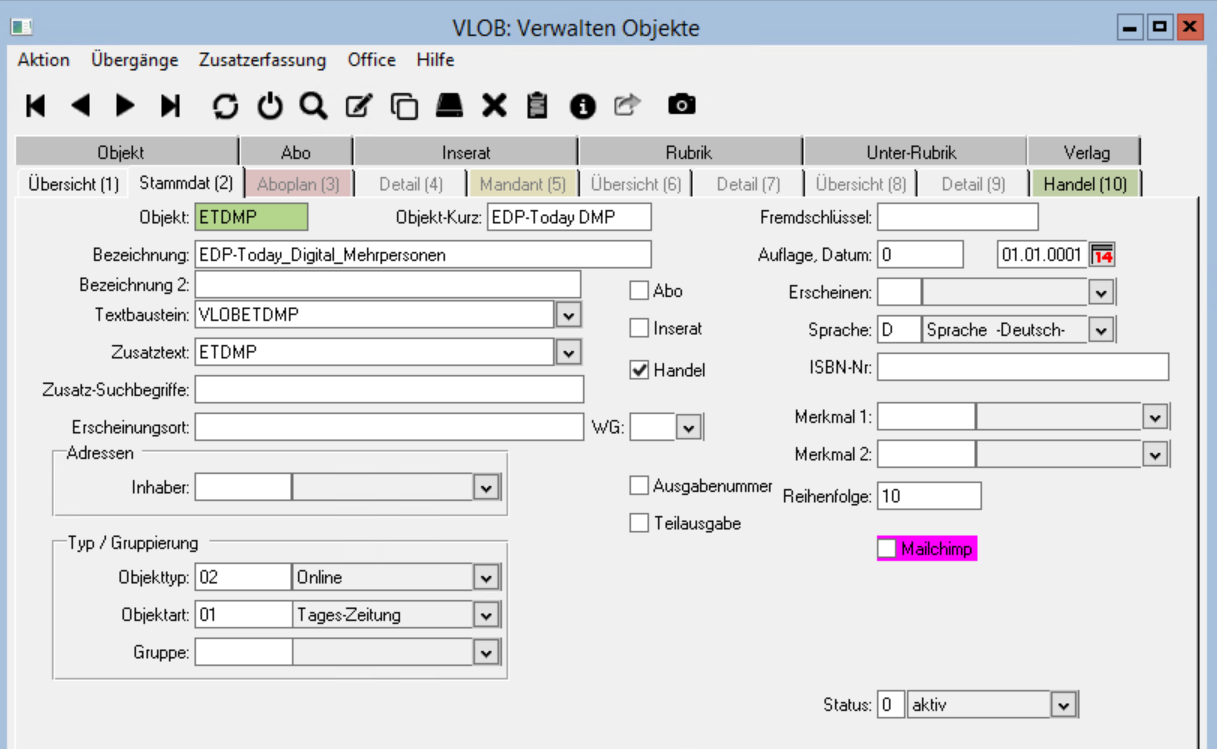 VLOB: Verwalten Objekte
Aktion Übergänge Zusatzerfassung Office Hilfe
Objekt Abo Inserat Rubrik Unter-Rubrik Verlag
Übersicht (1) Stammdat (2) Aboplan (3) Detail (4) Mandant (5) Übersicht (6) Detail (7) Übersicht (8) Detail (9) Handel (10)
Objekt: ETDMP Objekt-Kurz: EDP-Today DMP Fremdschlüssel:
Bezeichnung: EDP-Today_Digital_Mehrpersonen Auflage, Datum: 0 01.01.0001 14
Bezeichnung 2: Abo Erscheinen:
Textbaustein: VLOBETDMP Inserat Sprache: D Sprache -Deutsch-
Zusatztext: ETDMP Handel ISBN-Nr:
Zusatz-Suchbegriffe:
Erscheinungsort: WG: Merkmal 1:
Adressen Merkmal 2:
Inhaber: Ausgabenummer Reihenfolge: 10
Teilausgabe
Typ / Gruppierung Mailchimp
Objekttyp: 02 Online
Objektart: 01 Tages-Zeitung
Gruppe:
Status: 0 aktiv